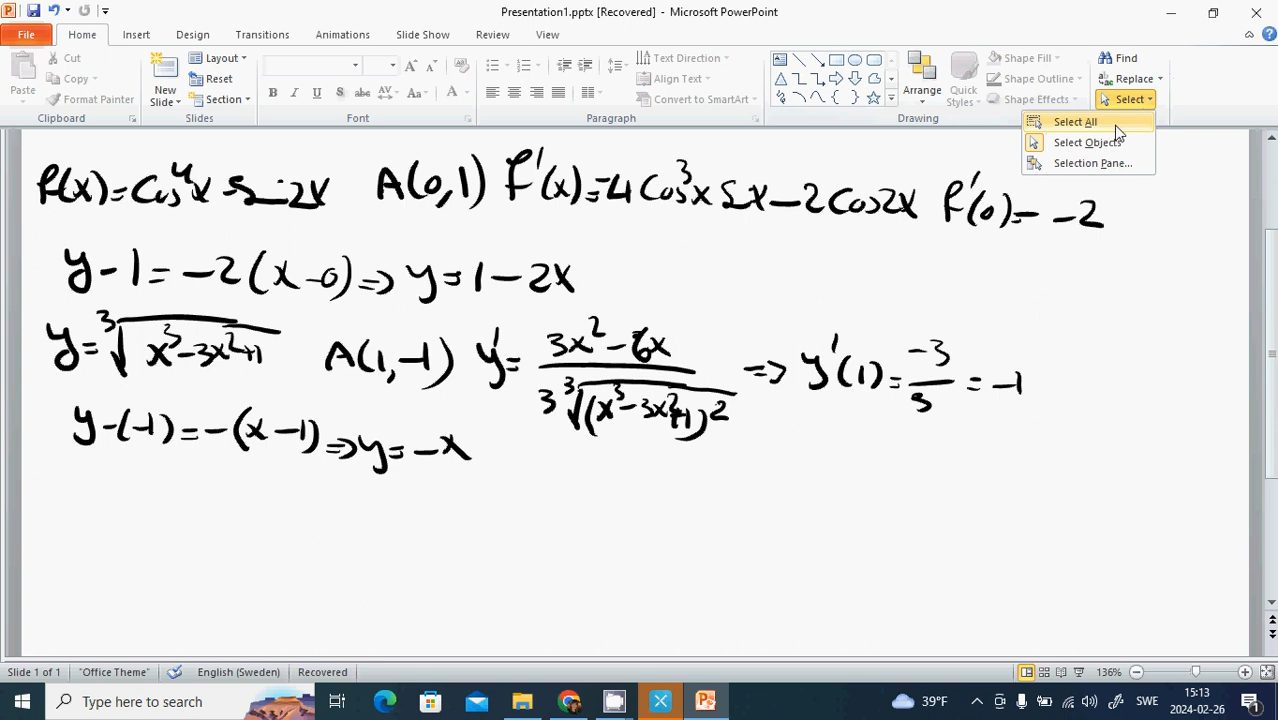 Presentation1.pptx [Recovered] - Microsoft PowerPoint
File Home Insert Design Transitions Animations Slide Show Review View
Cut Layout Text Direction Shape Fill Find
Copy Reset Align Text Shape Outline Replace
Paste Format Painter New Slide Section B I U S abc AV Aa A Convert to SmartArt Arrange Quick Styles Shape Effects Select
Clipboard Slides Font Paragraph Drawing
Select All
Select Objects
Selection Pane...
f(x)=Cos⁴x - Sin2x A(0,1) f'(x)=4Cos³x Sx-2Cos2x f'(0)= -2
y-1=-2(x-0)=>y=1-2x
y=∛(x³-3x²+1) A(1,-1) y'=(3x²-6x)/(3∛(x³-3x²+1)²) => y'(1)=-3/3=-1
y-(-1)=-(x-1)=>y=-x
Slide 1 of 1 "Office Theme" English (Sweden) Recovered 136%
Type here to search 39°F SWE 15:13
2024-02-26